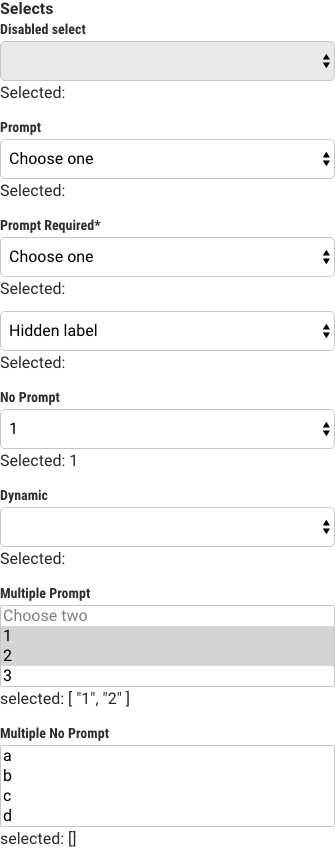 Selects
Disabled select
Selected:
Prompt
Choose one
Selected:
Prompt Required*
Choose one
Selected:
Hidden label
Selected:
No Prompt
1
Selected: 1
Dynamic
Selected:
Multiple Prompt
Choose two
1
2
3
selected: [ "1", "2" ]
Multiple No Prompt
a
b
c
d
selected: []